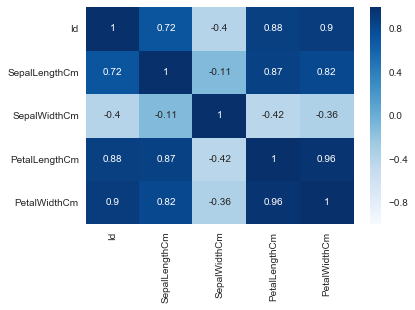 Id 1 0.72 -0.4 0.88 0.9
SepalLengthCm 0.72 1 -0.11 0.87 0.82
SepalWidthCm -0.4 -0.11 1 -0.42 -0.36
PetalLengthCm 0.88 0.87 -0.42 1 0.96
PetalWidthCm 0.9 0.82 -0.36 0.96 1
Id
SepalLengthCm
SepalWidthCm
PetalLengthCm
PetalWidthCm
0.8
0.4
0.0
−0.4
−0.8